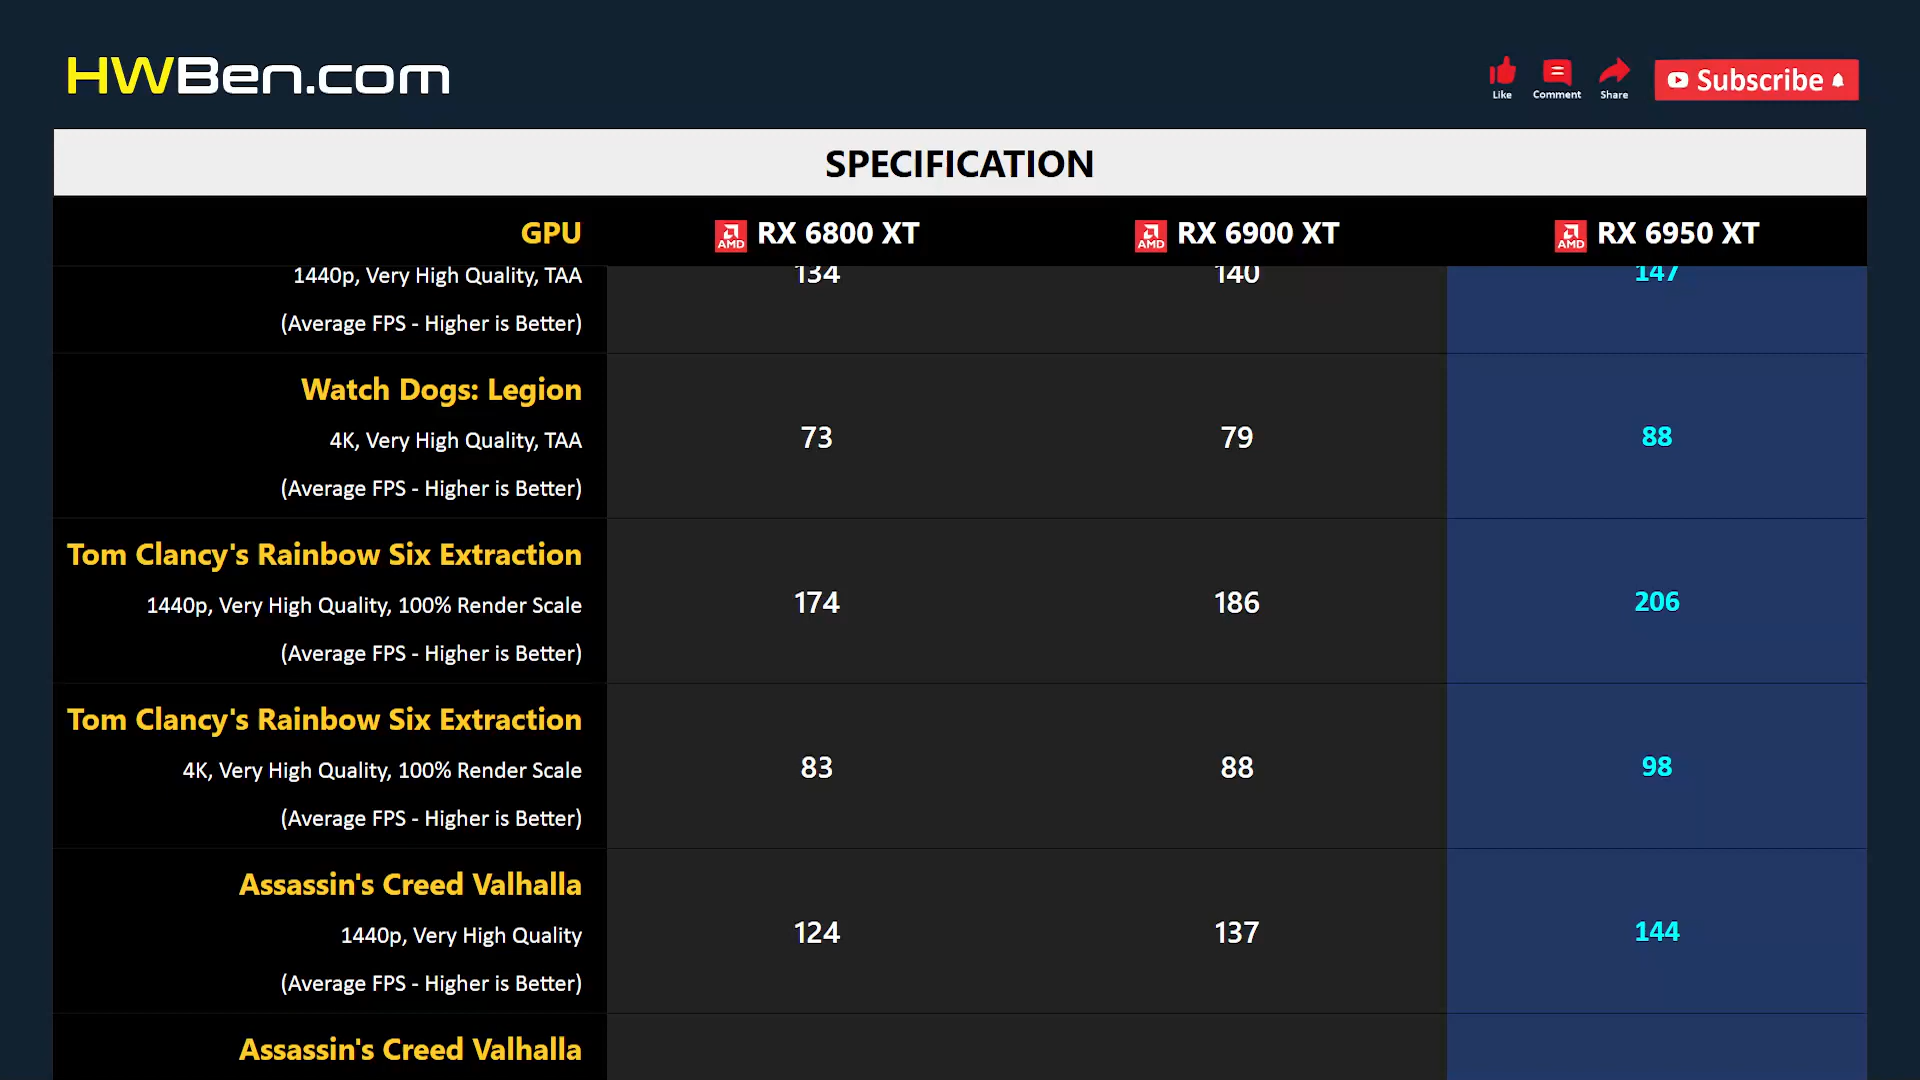 HWBen.com
Like
Comment
Share
Subscribe
SPECIFICATION
GPU
AMD RX 6800 XT
AMD RX 6900 XT
AMD RX 6950 XT
1440p, Very High Quality, TAA
(Average FPS - Higher is Better)
134
140
147
Watch Dogs: Legion
4K, Very High Quality, TAA
(Average FPS - Higher is Better)
73
79
88
Tom Clancy's Rainbow Six Extraction
1440p, Very High Quality, 100% Render Scale
(Average FPS - Higher is Better)
174
186
206
Tom Clancy's Rainbow Six Extraction
4K, Very High Quality, 100% Render Scale
(Average FPS - Higher is Better)
83
88
98
Assassin's Creed Valhalla
1440p, Very High Quality
(Average FPS - Higher is Better)
124
137
144
Assassin's Creed Valhalla